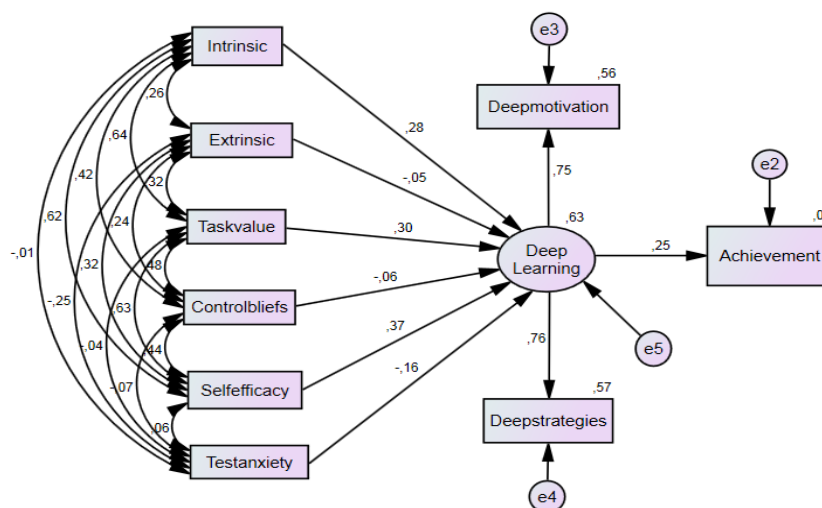 e3
,56
Intrinsic
Deepmotivation
,26
,28
e2
Extrinsic
,64
,75
-,05
,42
,32
,63
,62
,24
Taskvalue
,30
Deep
Learning
,25
Achievement
-,01
,32
,48
-,06
-,25
,63
Controlbliefs
,37
,76
e5
-,04
,44
-,16
-,07
Selfefficacy
,57
Deepstrategies
,06
Testanxiety
e4